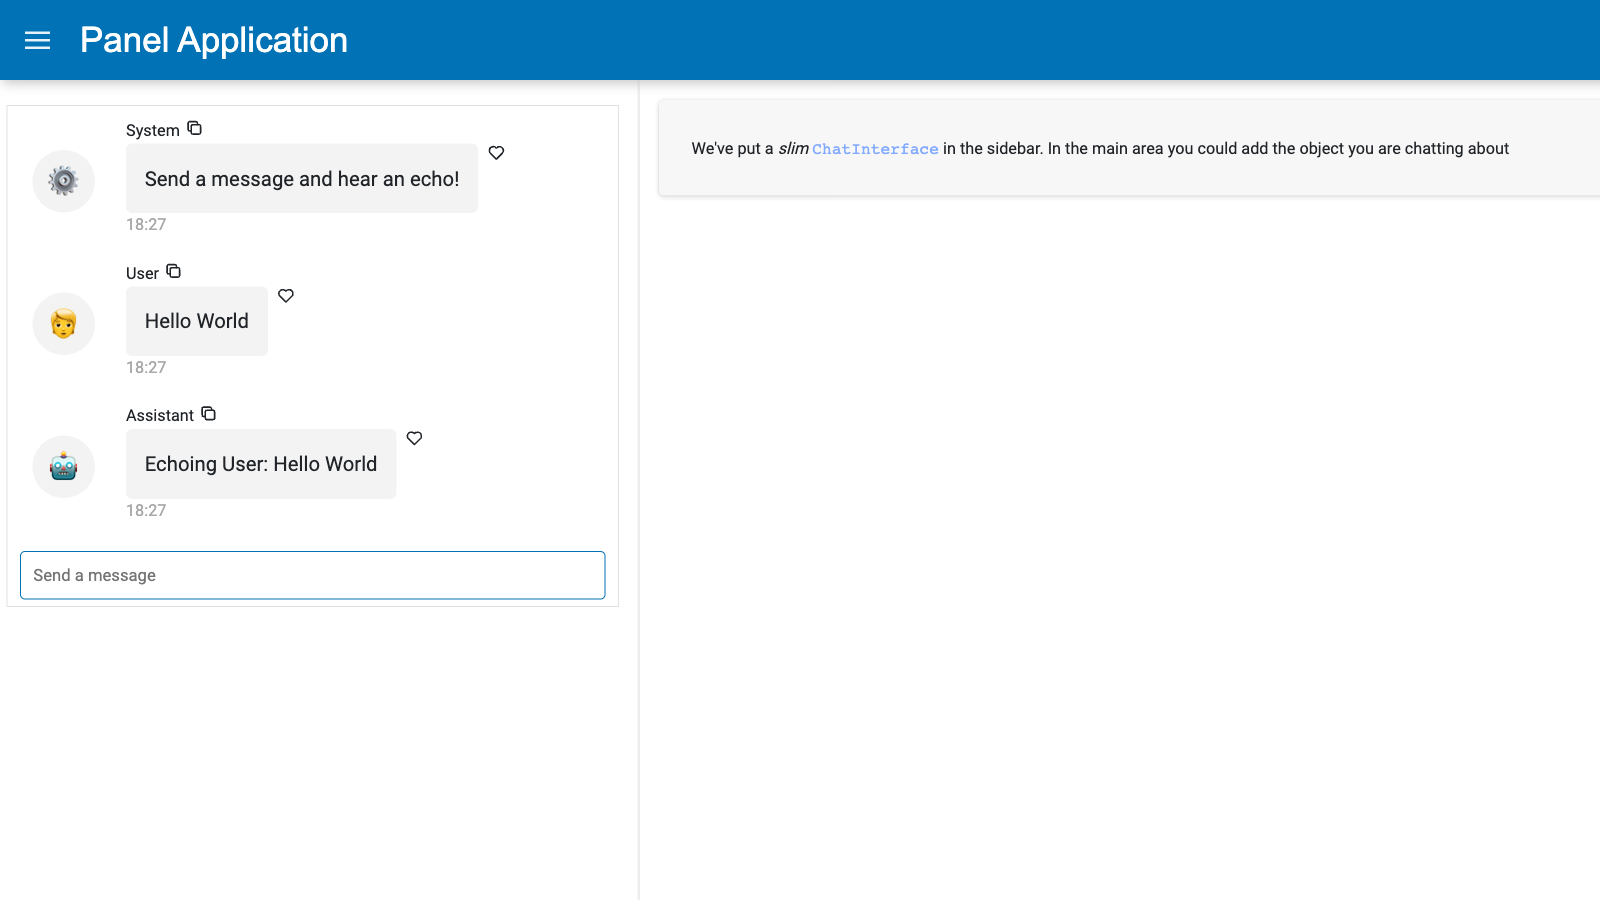 Panel Application
System
Send a message and hear an echo!
18:27
User
Hello World
18:27
Assistant
Echoing User: Hello World
18:27
Send a message
We've put a slim ChatInterface in the sidebar. In the main area you could add the object you are chatting about